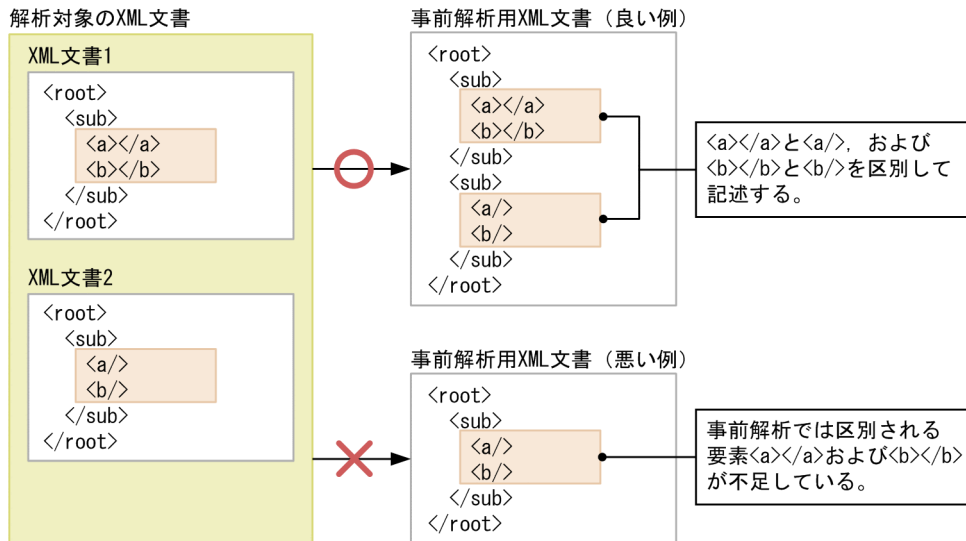 解析対象のXML文書
XML文書1
<root>
<sub>
<a></a>
<b></b>
</sub>
</root>
XML文書2
<root>
<sub>
<a/>
<b/>
</sub>
</root>
事前解析用XML文書（良い例）
<root>
<sub>
<a></a>
<b></b>
</sub>
<sub>
<a/>
<b/>
</sub>
</root>
<a></a>と<a/>，および
<b></b>と<b/>を区別して
記述する。
事前解析用XML文書（悪い例）
<root>
<sub>
<a/>
<b/>
</sub>
</root>
事前解析では区別される
要素<a></a>および<b></b>
が不足している。